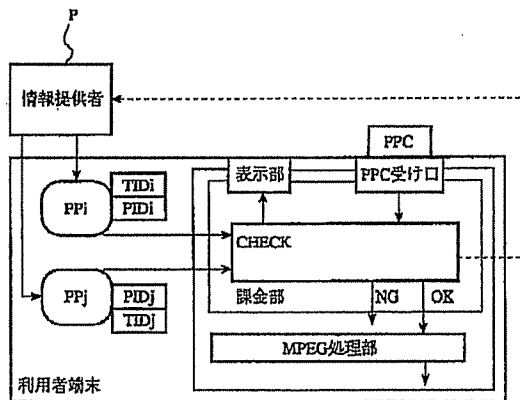 P
情報提供者
PPC
表示部
PPC受け口
TIDi
PPi
PIDi
CHECK
PPj
PIDj
TIDj
課金部
NG
OK
MPEG処理部
利用者端末